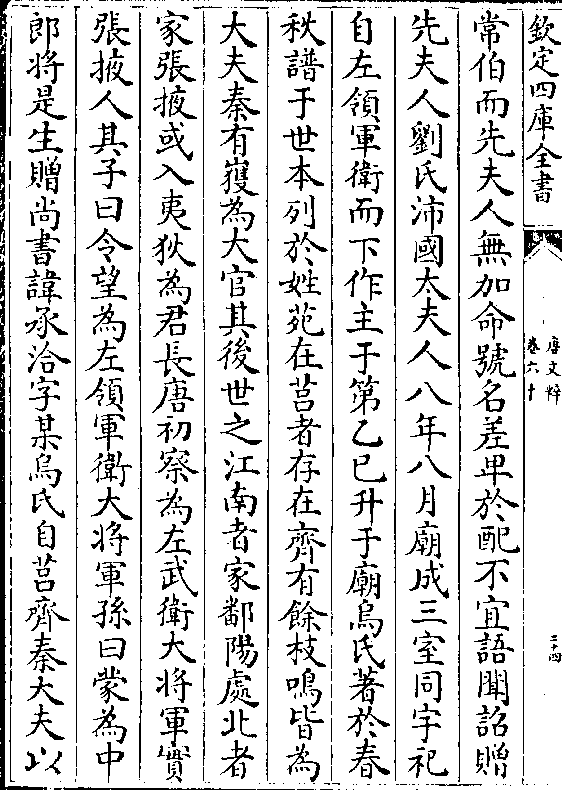 欽定四庫全書
唐文粹
卷六十
二十四
常伯而先夫人無加命號名差卑於配不宜語聞詔贈
先夫人劉氏沛國太夫人八年八月廟成三室同宇祀
自左領軍衛而下作主于第乙巳升于廟烏氏著於春
秋譜于世本列於姓苑在莒者存在齊有餘枝鳴皆為
大夫秦有獲為大官其後世之江南者家鄱陽處北者
家張掖或入夷狄為君長唐初察為左武衛大將軍實
張掖人其子曰令望為左領軍衛大將軍孫曰蒙為中
郎將是生贈尚書諱承洽字某烏氏自莒齊秦大夫以